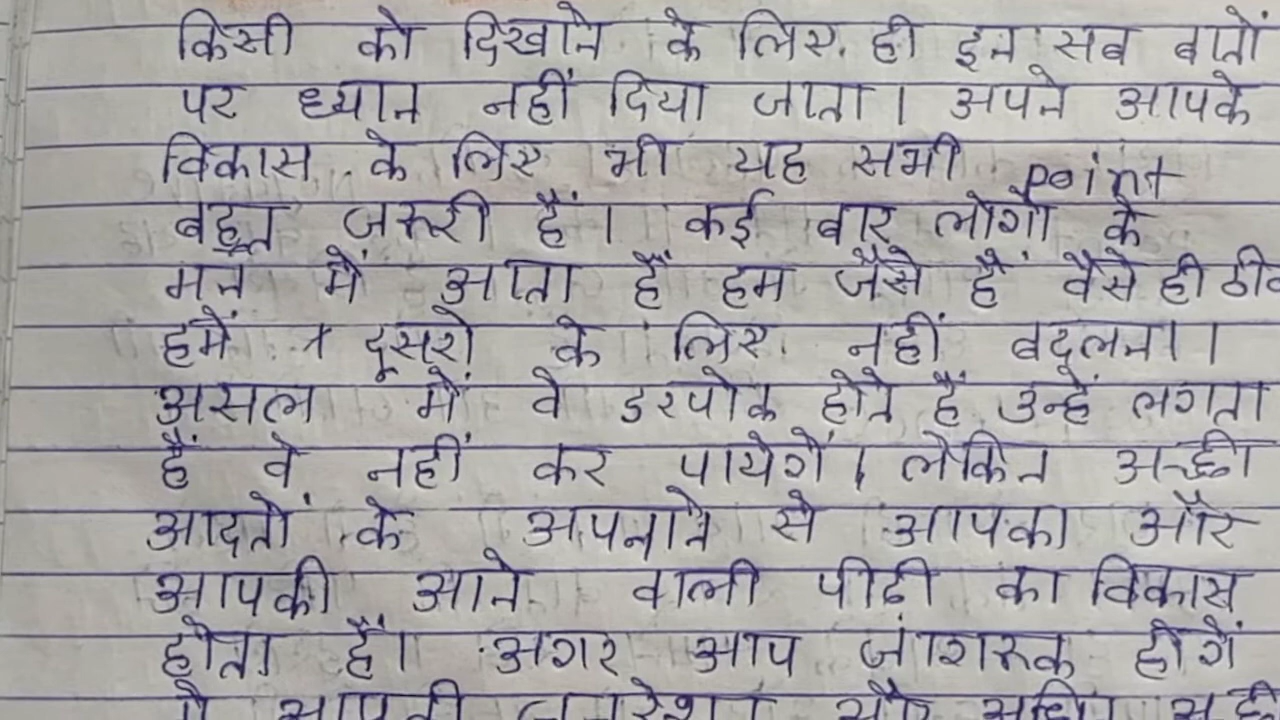 किसी को दिखाने के लिए ही इन सब बातों
पर ध्यान नहीं दिया जाता। अपने आपके
विकास के लिए भी यह सभी point
बहुत जरूरी हैं। कई बार लोगों के
मन में आता हैं हम जैसे हैं वैसे ही ठीक
हमें दूसरों के लिए नहीं बदलना।
असल में वे डरपोक होते हैं उन्हें लगता
हैं वे नहीं कर पायेगें। लेकिन अच्छी
आदतों के अपनाने से आपका और
आपकी आने वाली पीढी का विकास
होता हैं। अगर आप जागरूक होगें